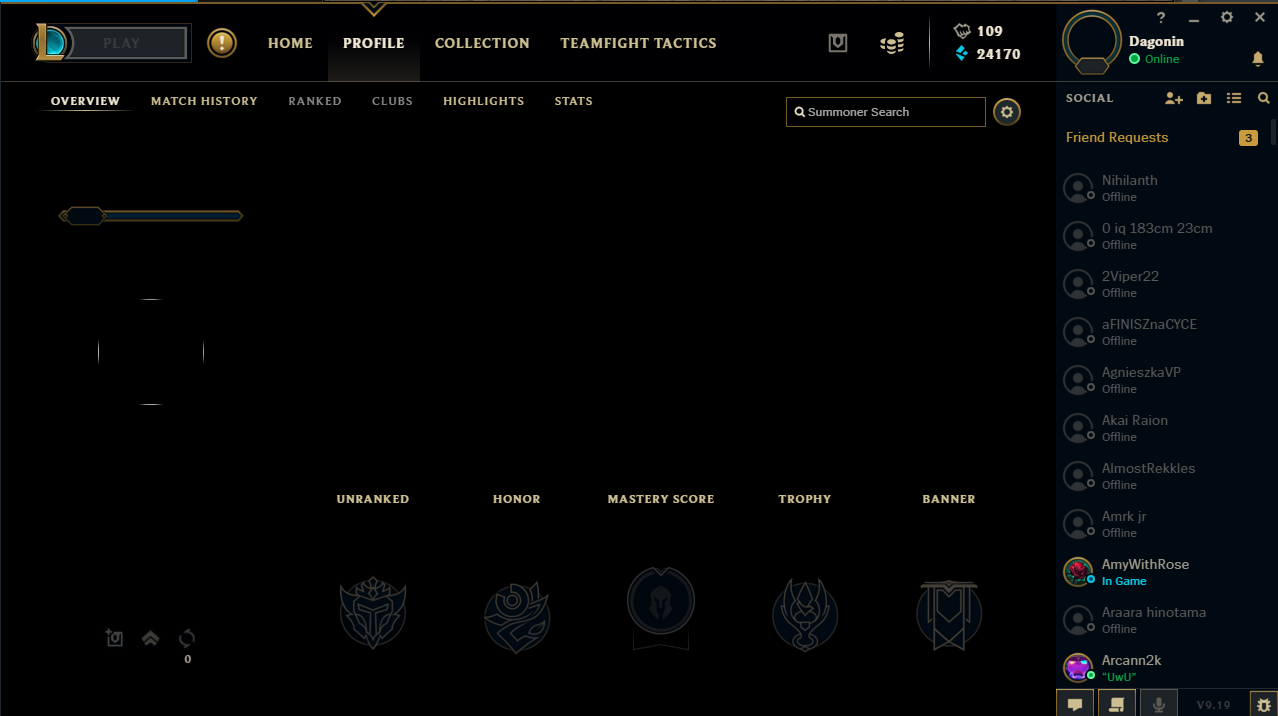 PLAY
HOME
PROFILE
COLLECTION
TEAMFIGHT TACTICS
109
24170
?
Dagonin
Online
OVERVIEW
MATCH HISTORY
RANKED
CLUBS
HIGHLIGHTS
STATS
Summoner Search
SOCIAL
Friend Requests
3
Nihilanth
Offline
0 iq 183cm 23cm
Offline
2Viper22
Offline
aFINISZnaCYCE
Offline
AgnieszkaVP
Offline
Akai Raion
Offline
AlmostRekkles
Offline
Amrk jr
Offline
AmyWithRose
In Game
Araara hinotama
Offline
Arcann2k
"UwU"
UNRANKED
HONOR
MASTERY SCORE
TROPHY
BANNER
0
V9.19